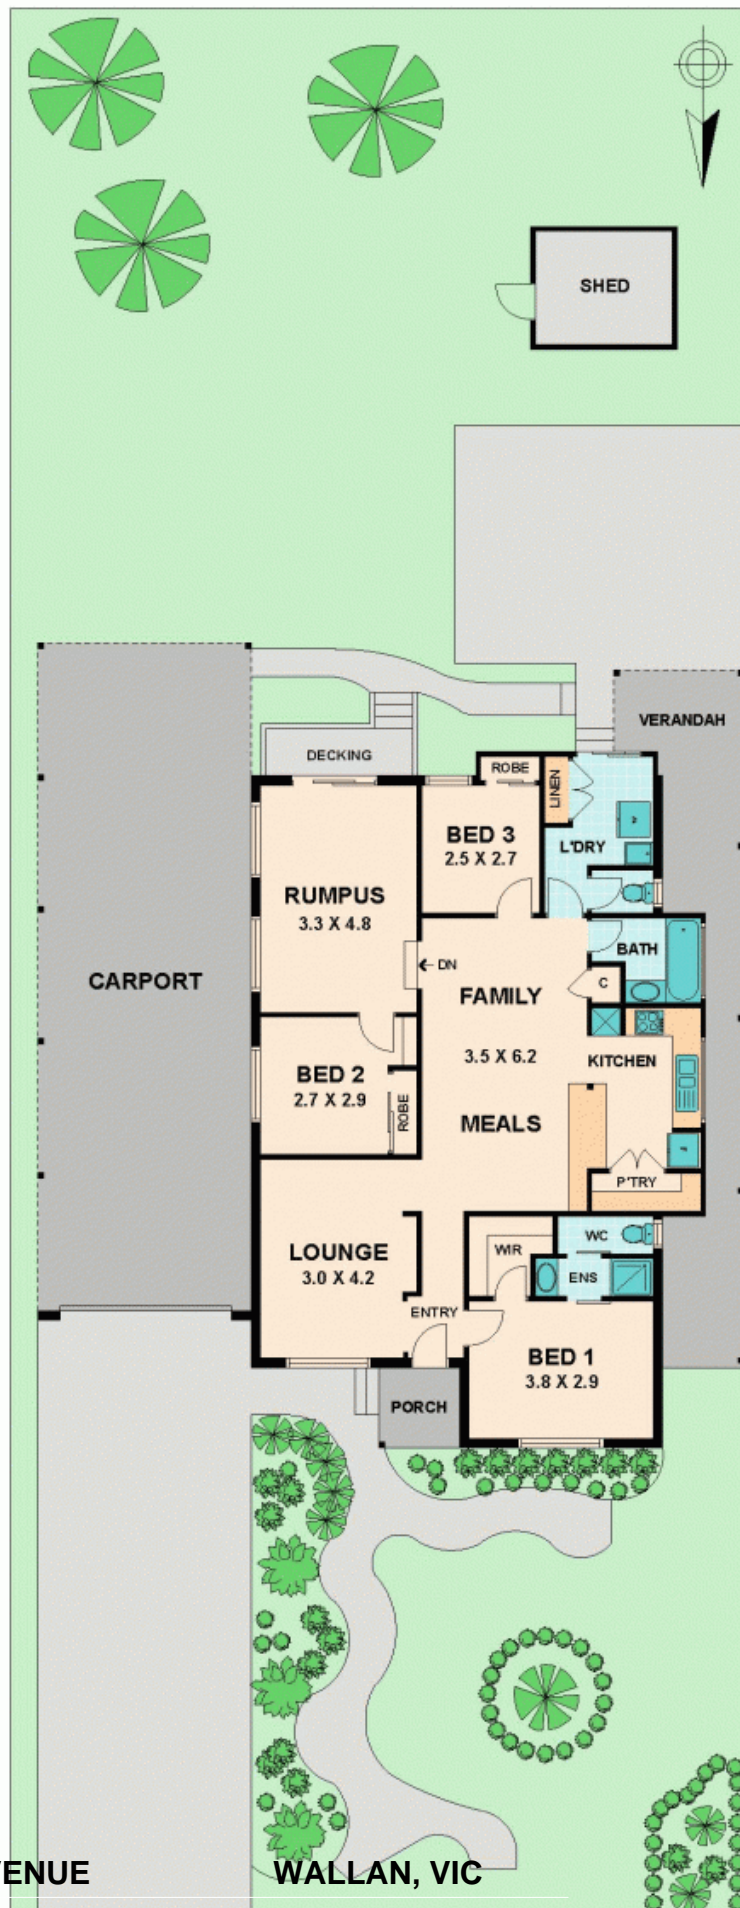 SHED
VERANDAH
DECKING
ROBE
LINEN
BED 3
2.5 X 2.7
L'DRY
RUMPUS
3.3 X 4.8
BATH
← DN
CARPORT
C
FAMILY
3.5 X 6.2
KITCHEN
BED 2
2.7 X 2.9
ROBE
MEALS
P'TRY
WC
LOUNGE
3.0 X 4.2
WIR
ENS
ENTRY
BED 1
3.8 X 2.9
PORCH
ENUE WALLAN, VIC